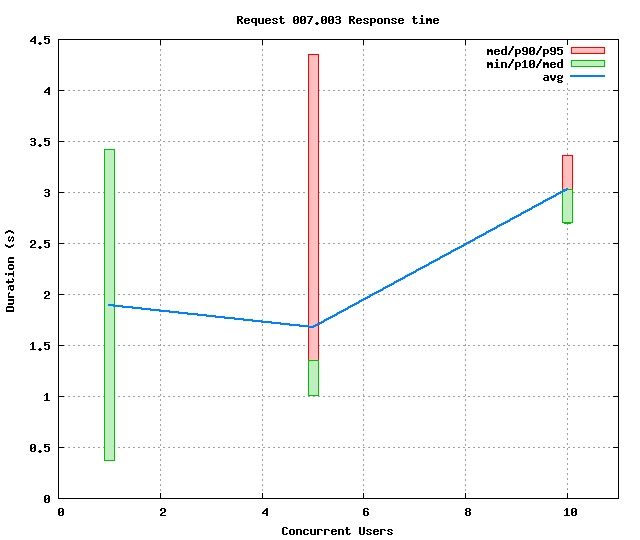 Request 007.003 Response time
med/p90/p95
min/p10/med
avg
4.5
4
3.5
3
2.5
2
1.5
1
0.5
0
Duration (s)
0 2 4 6 8 10
Concurrent Users